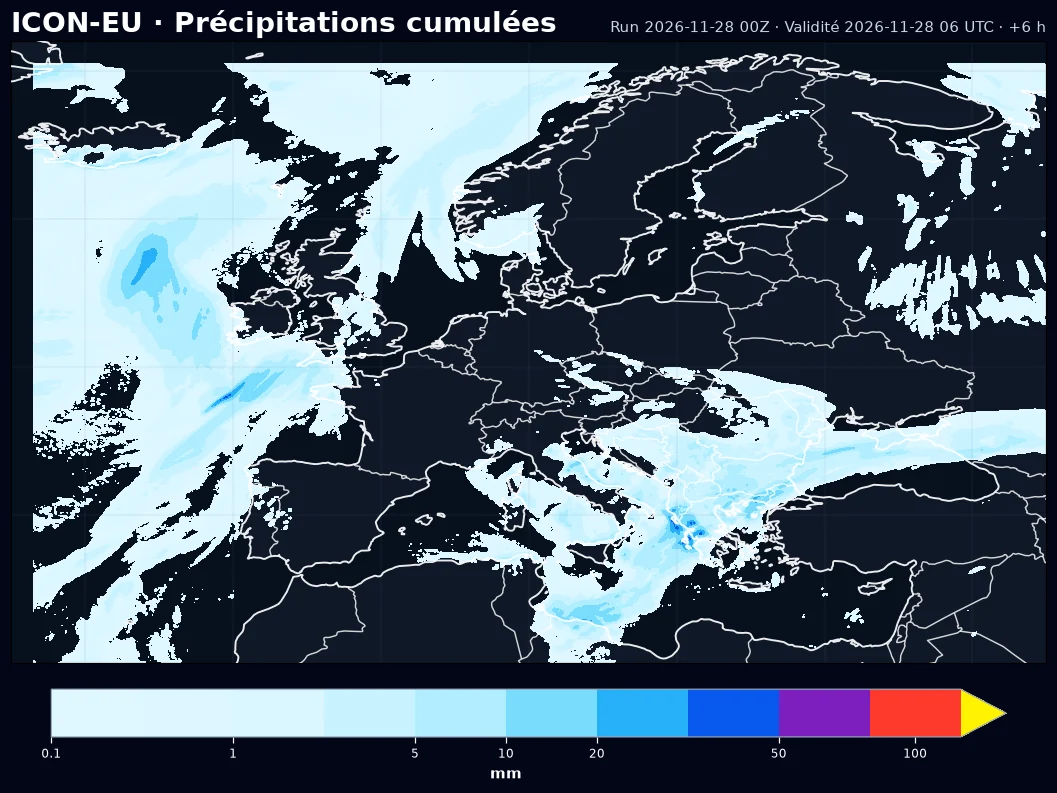 ICON-EU · Précipitations cumulées
Run 2026-11-28 00Z · Validité 2026-11-28 06 UTC · +6 h
0.1 1 5 10 20 50 100
mm